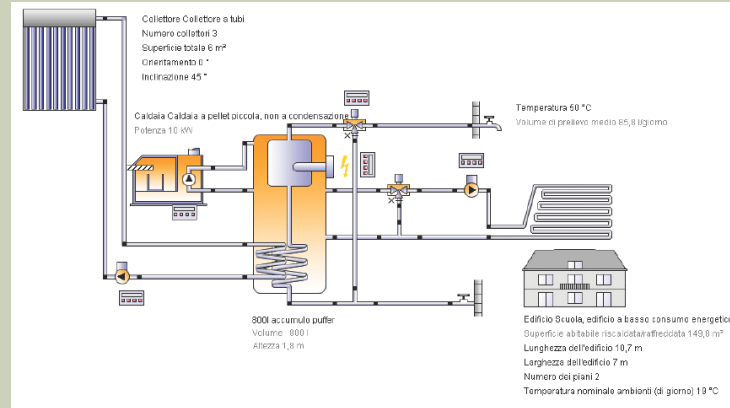 Collettore Collettore a tubi
Numero collettori 3
Superficie totale 6 m²
Orientamento 0 °
Inclinazione 45 °
Caldaia Caldaia a pellet piccola, non a condensazione
Potenza 10 kW
Temperatura 50 °C
Volume di prelievo medio 85,8 l/giorno
800l accumulo puffer
Volume 800 l
Altezza 1,8 m
Edificio Scuola, edificio a basso consumo energetico
Superficie abitabile riscaldata/raffreddata 149,8 m²
Lunghezza dell'edificio 10,7 m
Larghezza dell'edificio 7 m
Numero dei piani 2
Temperatura nominale ambienti (di giorno) 19 °C